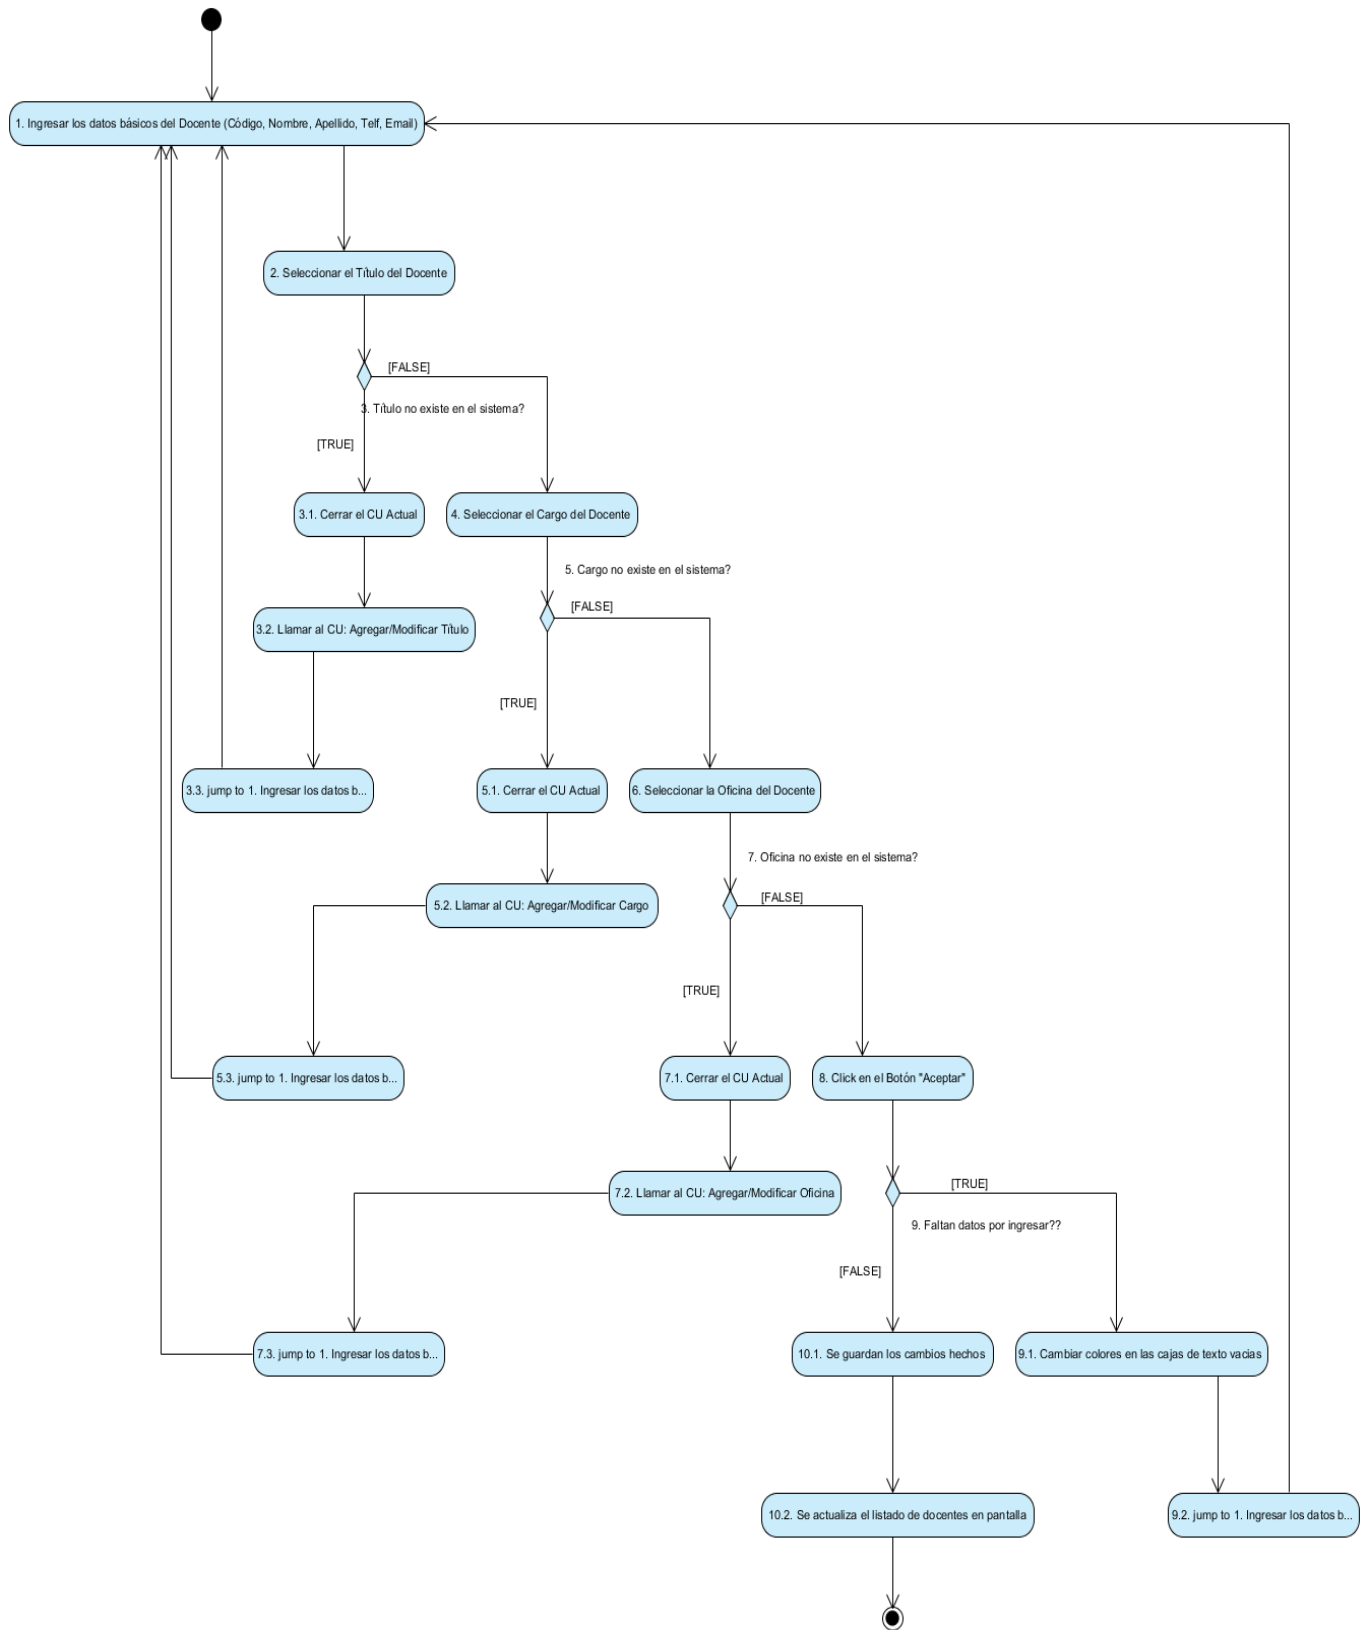 1. Ingresar los datos básicos del Docente (Código, Nombre, Apellido, Telf, Email)
2. Seleccionar el Título del Docente
[FALSE]
3. Título no existe en el sistema?
[TRUE]
3.1. Cerrar el CU Actual
4. Seleccionar el Cargo del Docente
5. Cargo no existe en el sistema?
[FALSE]
3.2. Llamar al CU: Agregar/Modificar Título
[TRUE]
3.3. jump to 1. Ingresar los datos b...
5.1. Cerrar el CU Actual
6. Seleccionar la Oficina del Docente
7. Oficina no existe en el sistema?
[FALSE]
5.2. Llamar al CU: Agregar/Modificar Cargo
[TRUE]
5.3. jump to 1. Ingresar los datos b...
7.1. Cerrar el CU Actual
8. Click en el Botón "Aceptar"
[TRUE]
7.2. Llamar al CU: Agregar/Modificar Oficina
9. Faltan datos por ingresar??
[FALSE]
7.3. jump to 1. Ingresar los datos b...
10.1. Se guardan los cambios hechos
9.1. Cambiar colores en las cajas de texto vacias
10.2. Se actualiza el listado de docentes en pantalla
9.2. jump to 1. Ingresar los datos b...